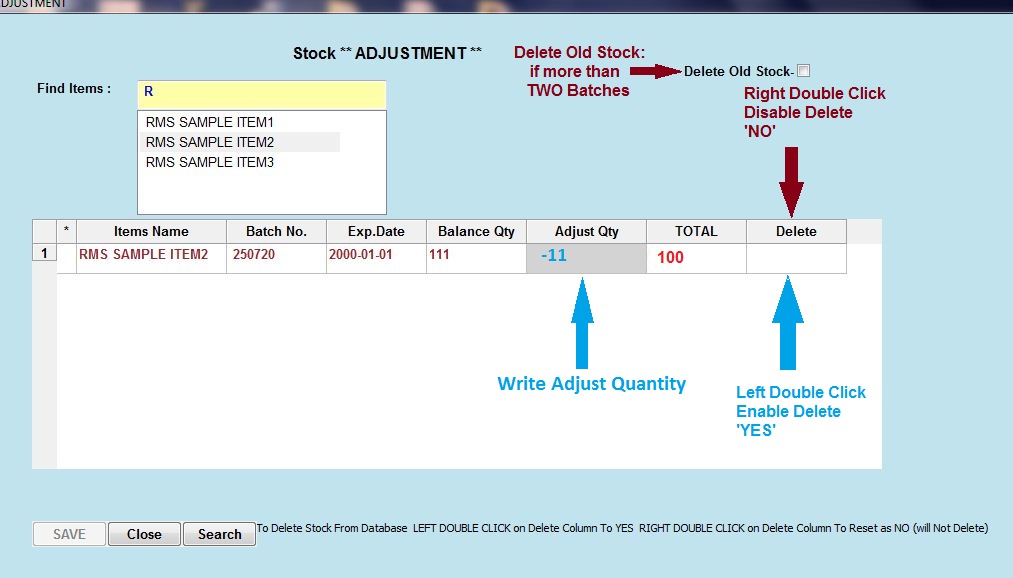 ADJUSTMENT
Stock ** ADJUSTMENT **
Delete Old Stock:
if more than
TWO Batches
Delete Old Stock-
Right Double Click
Disable Delete
'NO'
Find Items :
R
RMS SAMPLE ITEM1
RMS SAMPLE ITEM2
RMS SAMPLE ITEM3
* Items Name Batch No. Exp.Date Balance Qty Adjust Qty TOTAL Delete
1 RMS SAMPLE ITEM2 250720 2000-01-01 111 -11 100
Write Adjust Quantity
Left Double Click
Enable Delete
'YES'
SAVE Close Search To Delete Stock From Database LEFT DOUBLE CLICK on Delete Column To YES RIGHT DOUBLE CLICK on Delete Column To Reset as NO (will Not Delete)